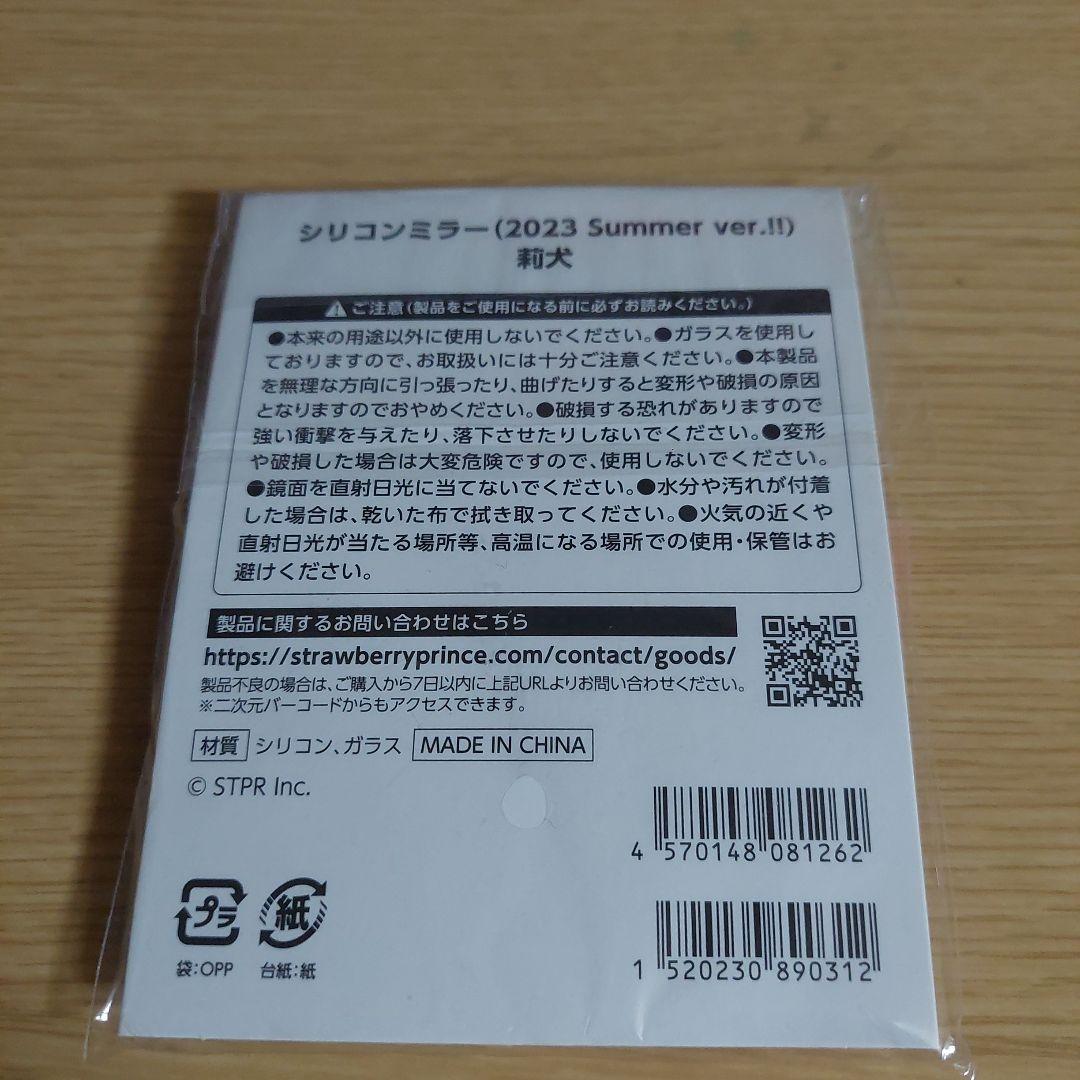 シリコンミラー(2023 Summer ver.!!)
莉犬
ご注意(製品をご使用になる前に必ずお読みください。)
●本来の用途以外に使用しないでください。●ガラスを使用し
ておりますので、お取扱いには十分ご注意ください。●本製品
を無理な方向に引っ張ったり、曲げたりすると変形や破損の原因
となりますのでおやめください。●破損する恐れがありますので
強い衝撃を与えたり、落下させたりしないでください。●変形
や破損した場合は大変危険ですので、使用しないでください。
●鏡面を直射日光に当てないでください。●水分や汚れが付着
した場合は、乾いた布で拭き取ってください。●火気の近くや
直射日光が当たる場所等、高温になる場所での使用・保管はお
避けください。
製品に関するお問い合わせはこちら
https://strawberryprince.com/contact/goods/
製品不良の場合は、ご購入から7日以内に上記URLよりお問い合わせください。
※二次元バーコードからもアクセスできます。
材質 シリコン、ガラス MADE IN CHINA
© STPR Inc.
4 570148 081262
プラ 紙
袋:OPP 台紙:紙
1 520230 890312